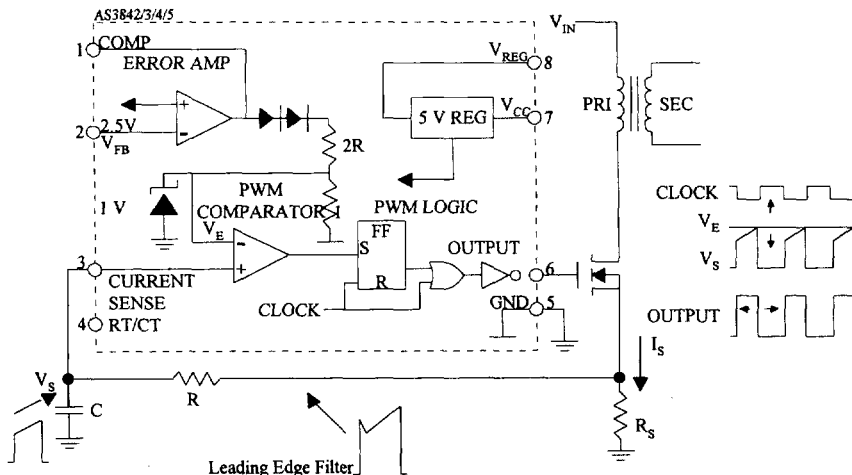 AS3842/3/4/5
1 COMP
ERROR AMP
+
−
2 2.5V
V_FB
2R
1 V
PWM
COMPARATOR
V_E
−
+
PWM LOGIC
FF
S
R
OUTPUT
CLOCK
3
CURRENT
SENSE
4 RT/CT
V_REG
8
5 V REG
V_CC
7
6
GND
5
V_IN
PRI
SEC
CLOCK
V_E
V_S
OUTPUT
I_S
R_S
V_S
C
R
Leading Edge Filter